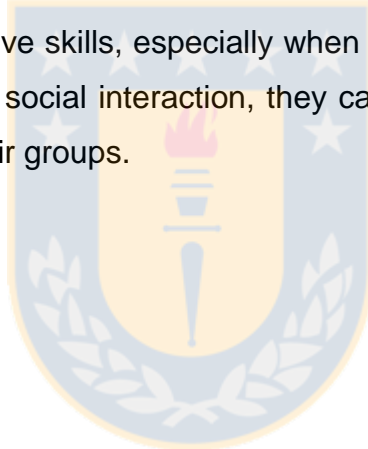 ve skills, especially when
social interaction, they ca
ir groups.